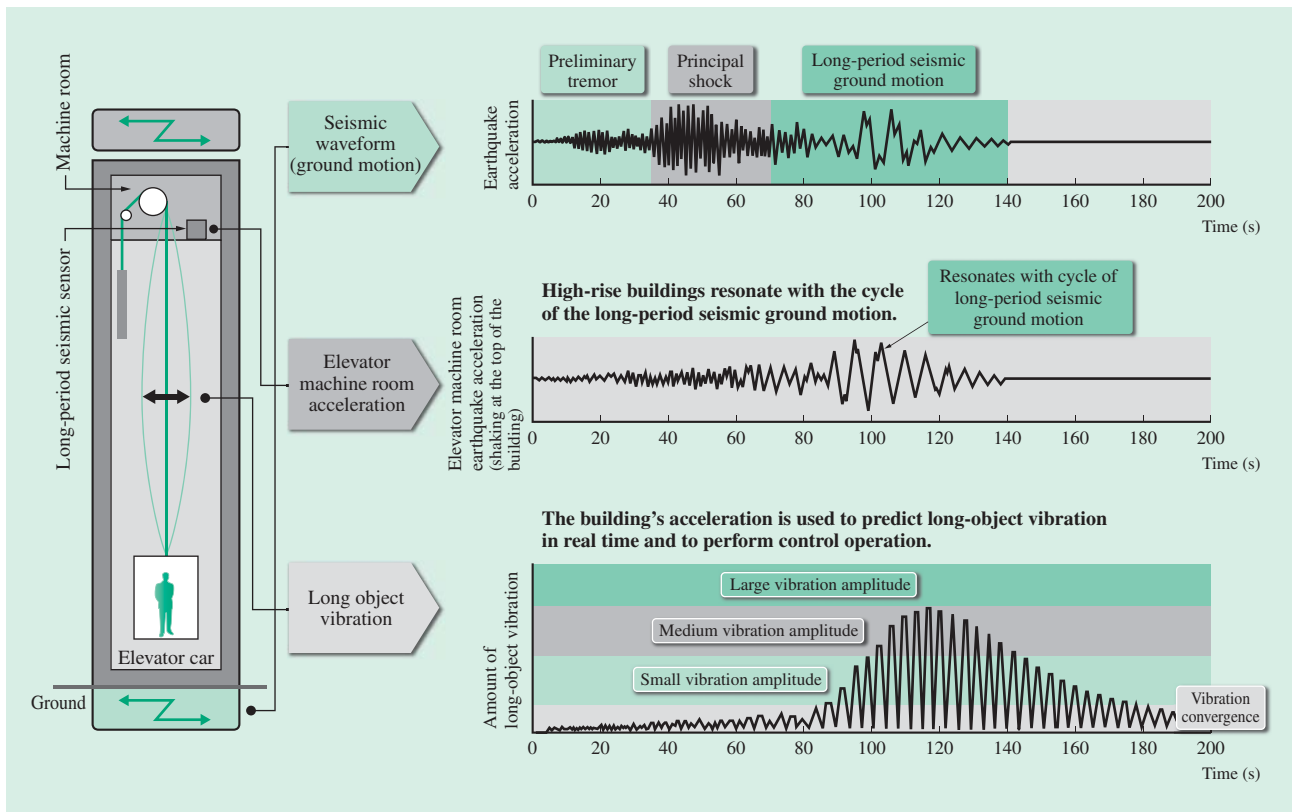 Machine room
Long-period seismic sensor
Elevator car
Ground
Seismic
waveform
(ground motion)
Elevator
machine room
acceleration
Long object
vibration
Preliminary
tremor
Principal
shock
Long-period seismic
ground motion
Earthquake
acceleration
0 20 40 60 80 100 120 140 160 180 200
Time (s)
High-rise buildings resonate with the cycle
of the long-period seismic ground motion.
Resonates with cycle of
long-period seismic
ground motion
Elevator machine room
earthquake acceleration
(shaking at the top of the
building)
0 20 40 60 80 100 120 140 160 180 200
Time (s)
The building's acceleration is used to predict long-object vibration
in real time and to perform control operation.
Amount of
long-object vibration
Large vibration amplitude
Medium vibration amplitude
Small vibration amplitude
Vibration
convergence
0 20 40 60 80 100 120 140 160 180 200
Time (s)